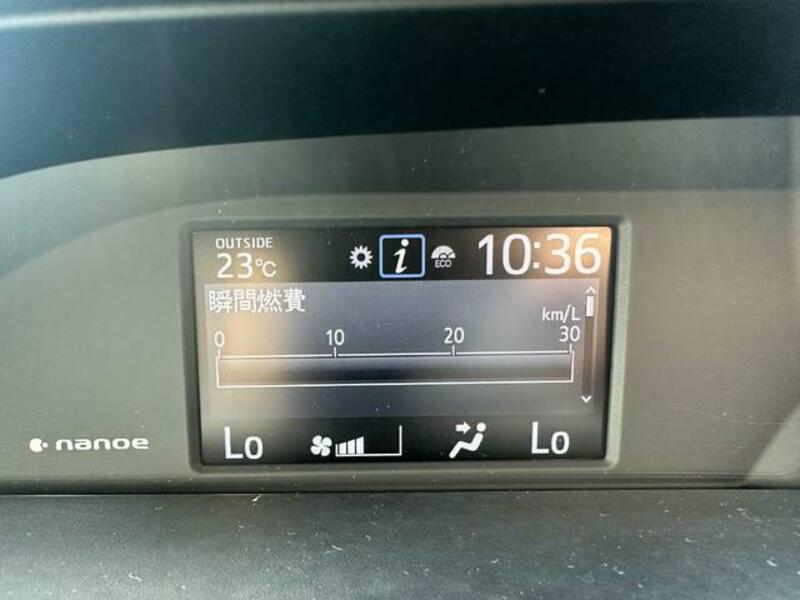 OUTSIDE
23℃
i
ECO
10:36
瞬間燃費
km/L
0 10 20 30
nanoe
Lo
Lo